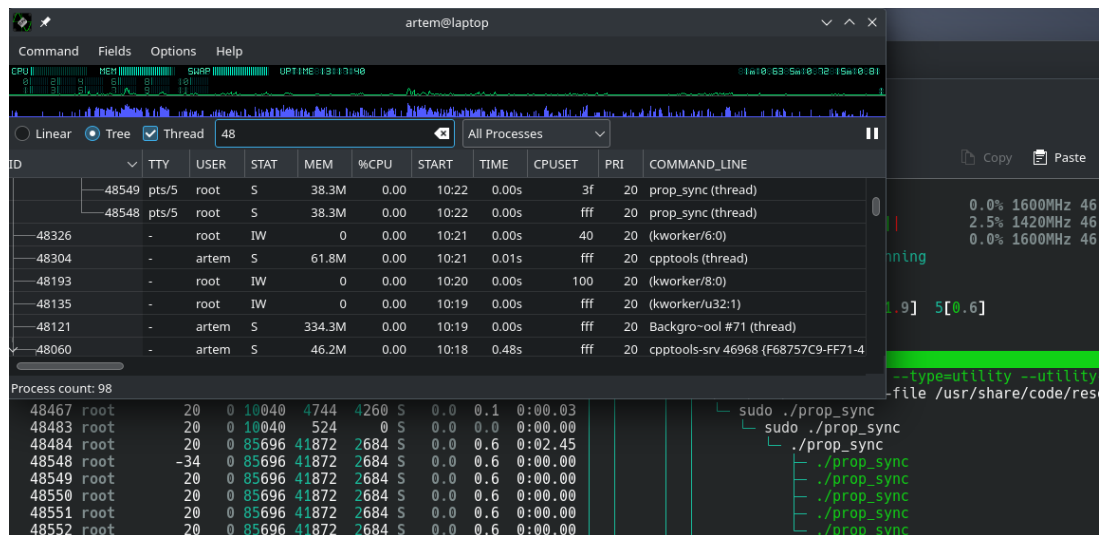 artem@laptop
Command Fields Options Help
CPU MEM SWAP UPTIME 13:17:40 1m:0.63 5m:0.72 15m:0.81
Linear Tree Thread 48 All Processes
ID TTY USER STAT MEM %CPU START TIME CPUSET PRI COMMAND_LINE
48549 pts/5 root S 38.3M 0.00 10:22 0.00s 3f 20 prop_sync (thread)
48548 pts/5 root S 38.3M 0.00 10:22 0.00s fff 20 prop_sync (thread)
48326 - root IW 0 0.00 10:21 0.00s 40 20 (kworker/6:0)
48304 - artem S 61.8M 0.00 10:21 0.01s fff 20 cpptools (thread)
48193 - root IW 0 0.00 10:20 0.00s 100 20 (kworker/8:0)
48135 - root IW 0 0.00 10:19 0.00s fff 20 (kworker/u32:1)
48121 - artem S 334.3M 0.00 10:19 0.00s fff 20 Backgro~ool #71 (thread)
48060 - artem S 46.2M 0.00 10:18 0.48s fff 20 cpptools-srv 46968 {F68757C9-FF71-4
Process count: 98
Copy Paste
0.0% 1600MHz 46
2.5% 1420MHz 46
0.0% 1600MHz 46
nning
1.9] 5[0.6]
--type=utility --utility
-file /usr/share/code/reso
48467 root 20 0 10040 4744 4260 S 0.0 0.1 0:00.03 sudo ./prop_sync
48483 root 20 0 10040 524 0 S 0.0 0.0 0:00.00 sudo ./prop_sync
48484 root 20 0 85696 41872 2684 S 0.0 0.6 0:02.45 ./prop_sync
48548 root -34 0 85696 41872 2684 S 0.0 0.6 0:00.00 ./prop_sync
48549 root 20 0 85696 41872 2684 S 0.0 0.6 0:00.00 ./prop_sync
48550 root 20 0 85696 41872 2684 S 0.0 0.6 0:00.00 ./prop_sync
48551 root 20 0 85696 41872 2684 S 0.0 0.6 0:00.00 ./prop_sync
48552 root 20 0 85696 41872 2684 S 0.0 0.6 0:00.00 ./prop_sync